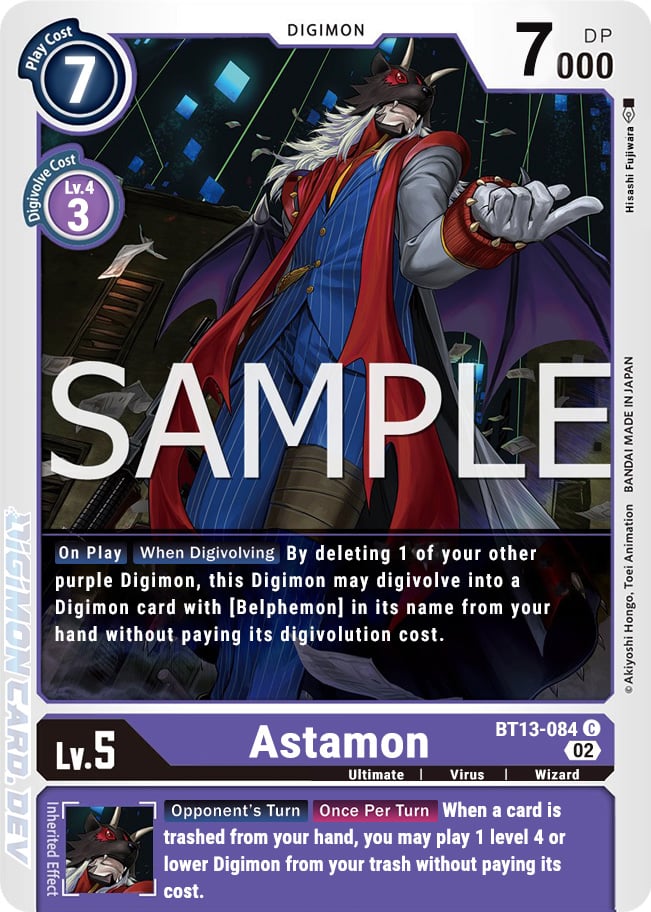 Play Cost
7
DIGIMON
7000
DP
Digivolve Cost
Lv.4
3
Hisashi Fujiwara
SAMPLE
© Akiyoshi Hongo, Toei Animation BANDAI MADE IN JAPAN
On Play When Digivolving By deleting 1 of your other
purple Digimon, this Digimon may digivolve into a
Digimon card with [Belphemon] in its name from your
hand without paying its digivolution cost.
DIGIMONCARD.DEV
Lv.5
Astamon
BT13-084 C
02
Ultimate | Virus | Wizard
Inherited Effect
Opponent's Turn Once Per Turn When a card is
trashed from your hand, you may play 1 level 4 or
lower Digimon from your trash without paying its
cost.